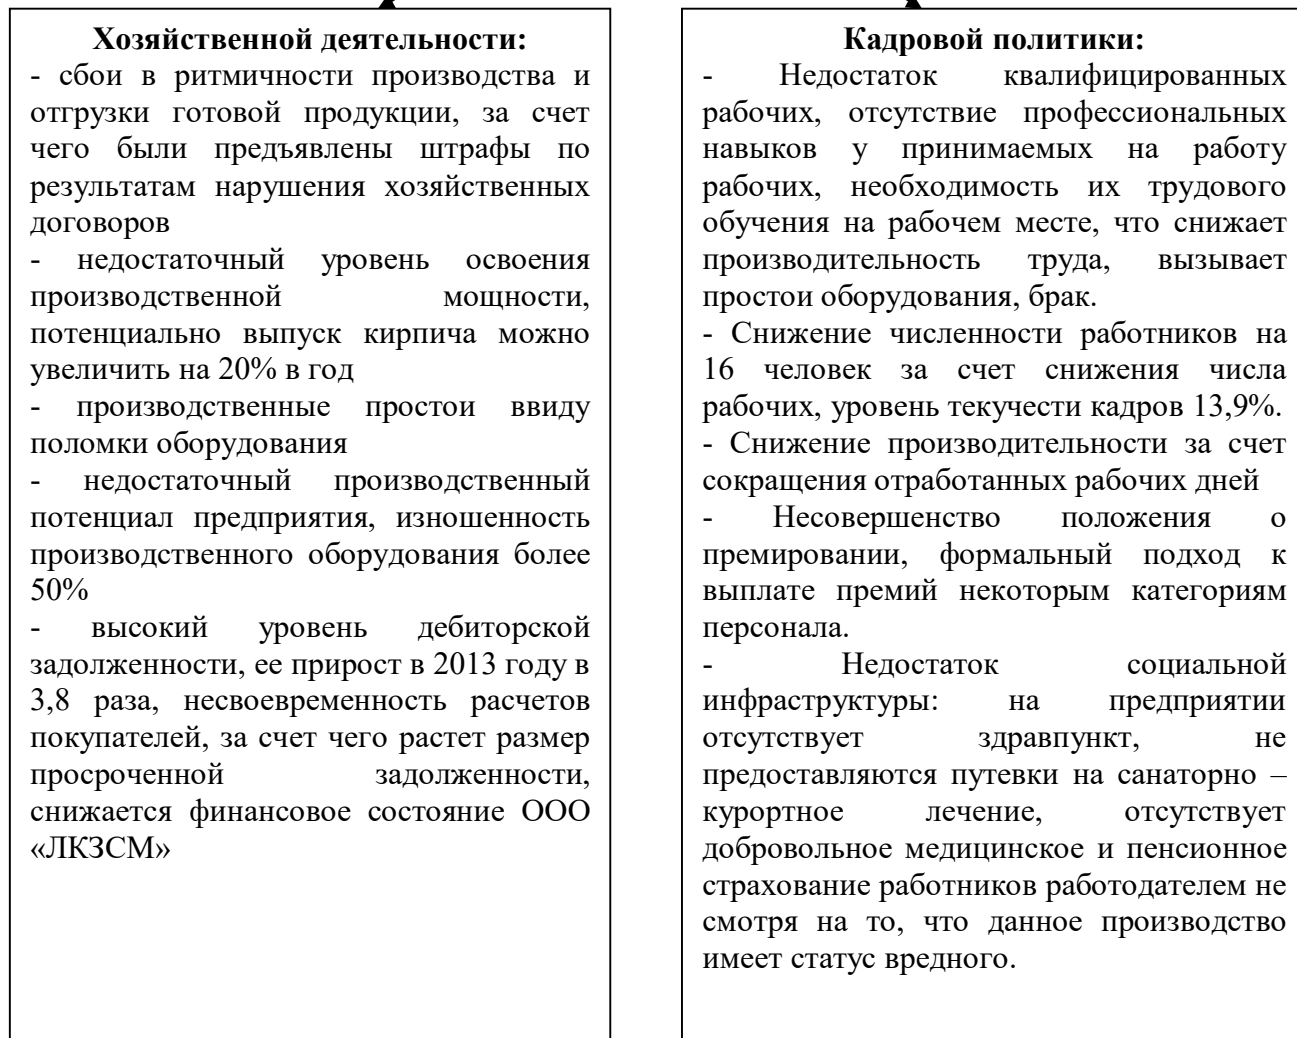 Хозяйственной деятельности:
- сбои в ритмичности производства и
отгрузки готовой продукции, за счет
чего были предъявлены штрафы по
результатам нарушения хозяйственных
договоров
- недостаточный уровень освоения
производственной мощности,
потенциально выпуск кирпича можно
увеличить на 20% в год
- производственные простои ввиду
поломки оборудования
- недостаточный производственный
потенциал предприятия, изношенность
производственного оборудования более
50%
- высокий уровень дебиторской
задолженности, ее прирост в 2013 году в
3,8 раза, несвоевременность расчетов
покупателей, за счет чего растет размер
просроченной задолженности,
снижается финансовое состояние ООО
«ЛКЗСМ»
Кадровой политики:
- Недостаток квалифицированных
рабочих, отсутствие профессиональных
навыков у принимаемых на работу
рабочих, необходимость их трудового
обучения на рабочем месте, что снижает
производительность труда, вызывает
простои оборудования, брак.
- Снижение численности работников на
16 человек за счет снижения числа
рабочих, уровень текучести кадров 13,9%.
- Снижение производительности за счет
сокращения отработанных рабочих дней
- Несовершенство положения о
премировании, формальный подход к
выплате премий некоторым категориям
персонала.
- Недостаток социальной
инфраструктуры: на предприятии
отсутствует здравпункт, не
предоставляются путевки на санаторно –
курортное лечение, отсутствует
добровольное медицинское и пенсионное
страхование работников работодателем не
смотря на то, что данное производство
имеет статус вредного.